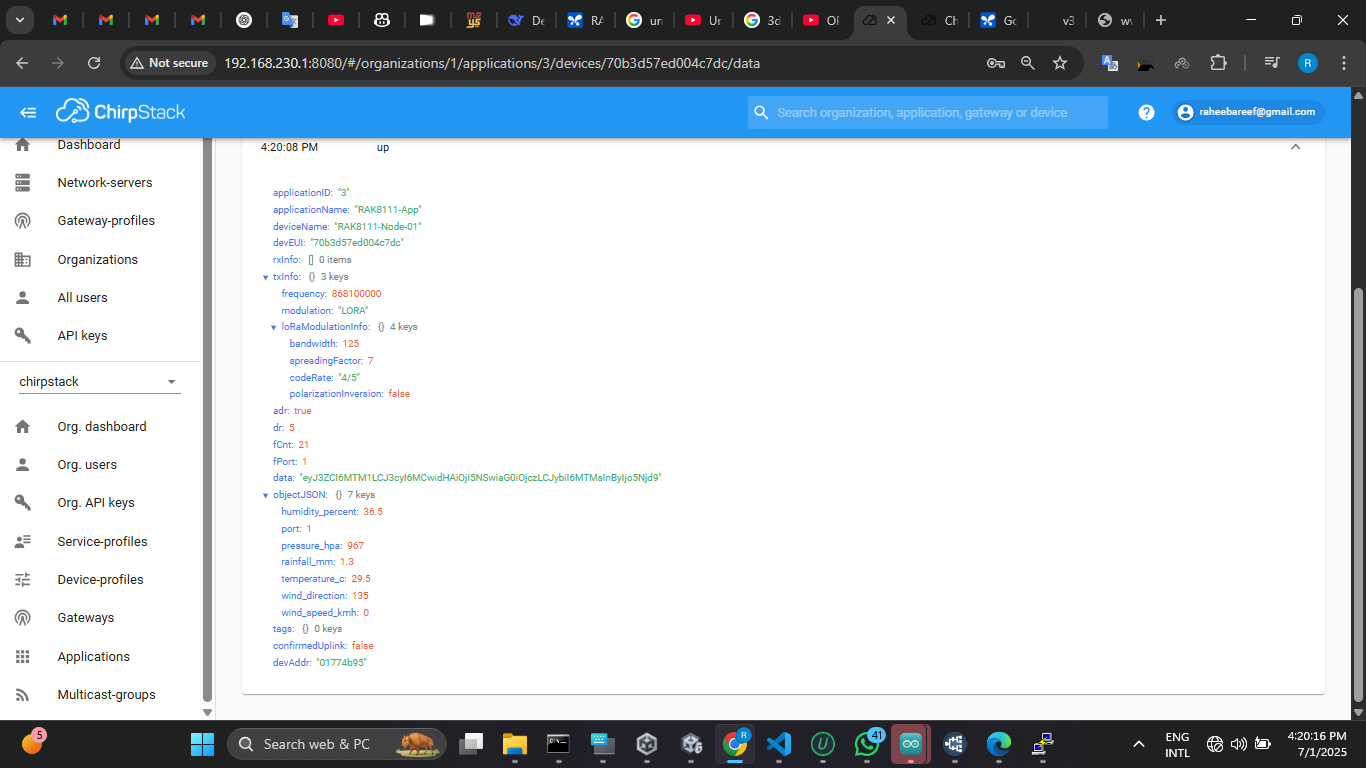 De
RA
un
Ur
3d
Ol
Ch
Go
v3
Not secure
192.168.230.1:8080/#/organizations/1/applications/3/devices/70b3d57ed004c7dc/data
R
ChirpStack
Search organization, application, gateway or device
raheebareef@gmail.com
Dashboard
Network-servers
Gateway-profiles
Organizations
All users
API keys
chirpstack
Org. dashboard
Org. users
Org. API keys
Service-profiles
Device-profiles
Gateways
Applications
Multicast-groups
4:20:08 PM up
applicationID: "3"
applicationName: "RAK8111-App"
deviceName: "RAK8111-Node-01"
devEUI: "70b3d57ed004c7dc"
rxInfo: [] 0 items
txInfo: {} 3 keys
frequency: 868100000
modulation: "LORA"
loRaModulationInfo: {} 4 keys
bandwidth: 125
spreadingFactor: 7
codeRate: "4/5"
polarizationInversion: false
adr: true
dr: 5
fCnt: 21
fPort: 1
data: "eyJ3ZCI6MTM1LCJ3cyI6MCwidHAiOjI5NSwiaG0iOjczLCJybiI6MTMsInByIjo5Njd9"
objectJSON: {} 7 keys
humidity_percent: 36.5
port: 1
pressure_hpa: 967
rainfall_mm: 1.3
temperature_c: 29.5
wind_direction: 135
wind_speed_kmh: 0
tags: {} 0 keys
confirmedUplink: false
devAddr: "01774b95"
5
Search web & PC
R
41
ENG
INTL
4:20:16 PM
7/1/2025